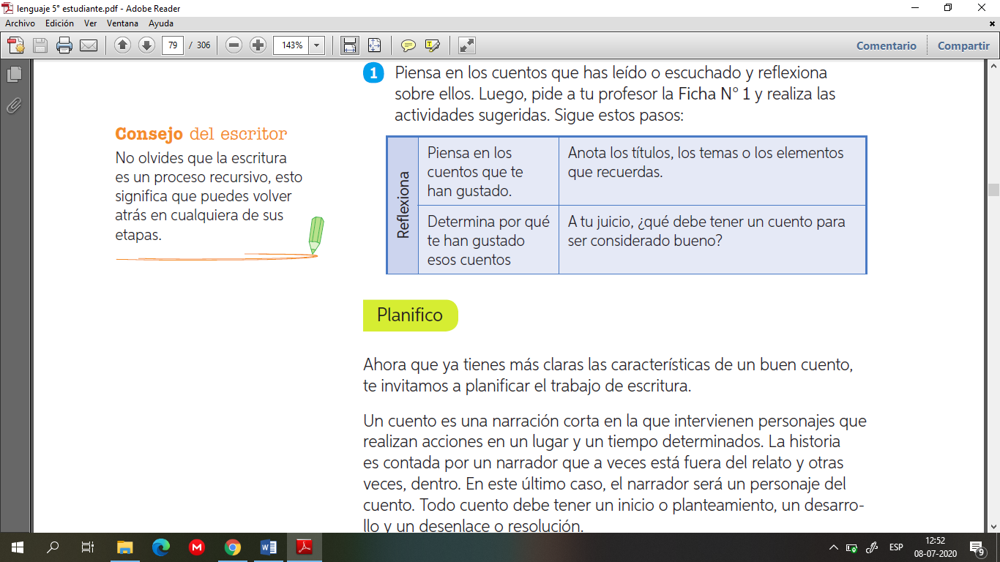 lenguaje 5° estudiante.pdf - Adobe Reader
Archivo Edición Ver Ventana Ayuda
79 / 306 143% Comentario Compartir
1 Piensa en los cuentos que has leído o escuchado y reflexiona
sobre ellos. Luego, pide a tu profesor la Ficha N° 1 y realiza las
actividades sugeridas. Sigue estos pasos:
Consejo del escritor
No olvides que la escritura
es un proceso recursivo, esto
significa que puedes volver
atrás en cualquiera de sus
etapas.
Reflexiona
Piensa en los
cuentos que te
han gustado.
Anota los títulos, los temas o los elementos
que recuerdas.
Determina por qué
te han gustado
esos cuentos
A tu juicio, ¿qué debe tener un cuento para
ser considerado bueno?
Planifico
Ahora que ya tienes más claras las características de un buen cuento,
te invitamos a planificar el trabajo de escritura.
Un cuento es una narración corta en la que intervienen personajes que
realizan acciones en un lugar y un tiempo determinados. La historia
es contada por un narrador que a veces está fuera del relato y otras
veces, dentro. En este último caso, el narrador será un personaje del
cuento. Todo cuento debe tener un inicio o planteamiento, un desarro-
llo y un desenlace o resolución.
ESP
12:52
08-07-2020
9